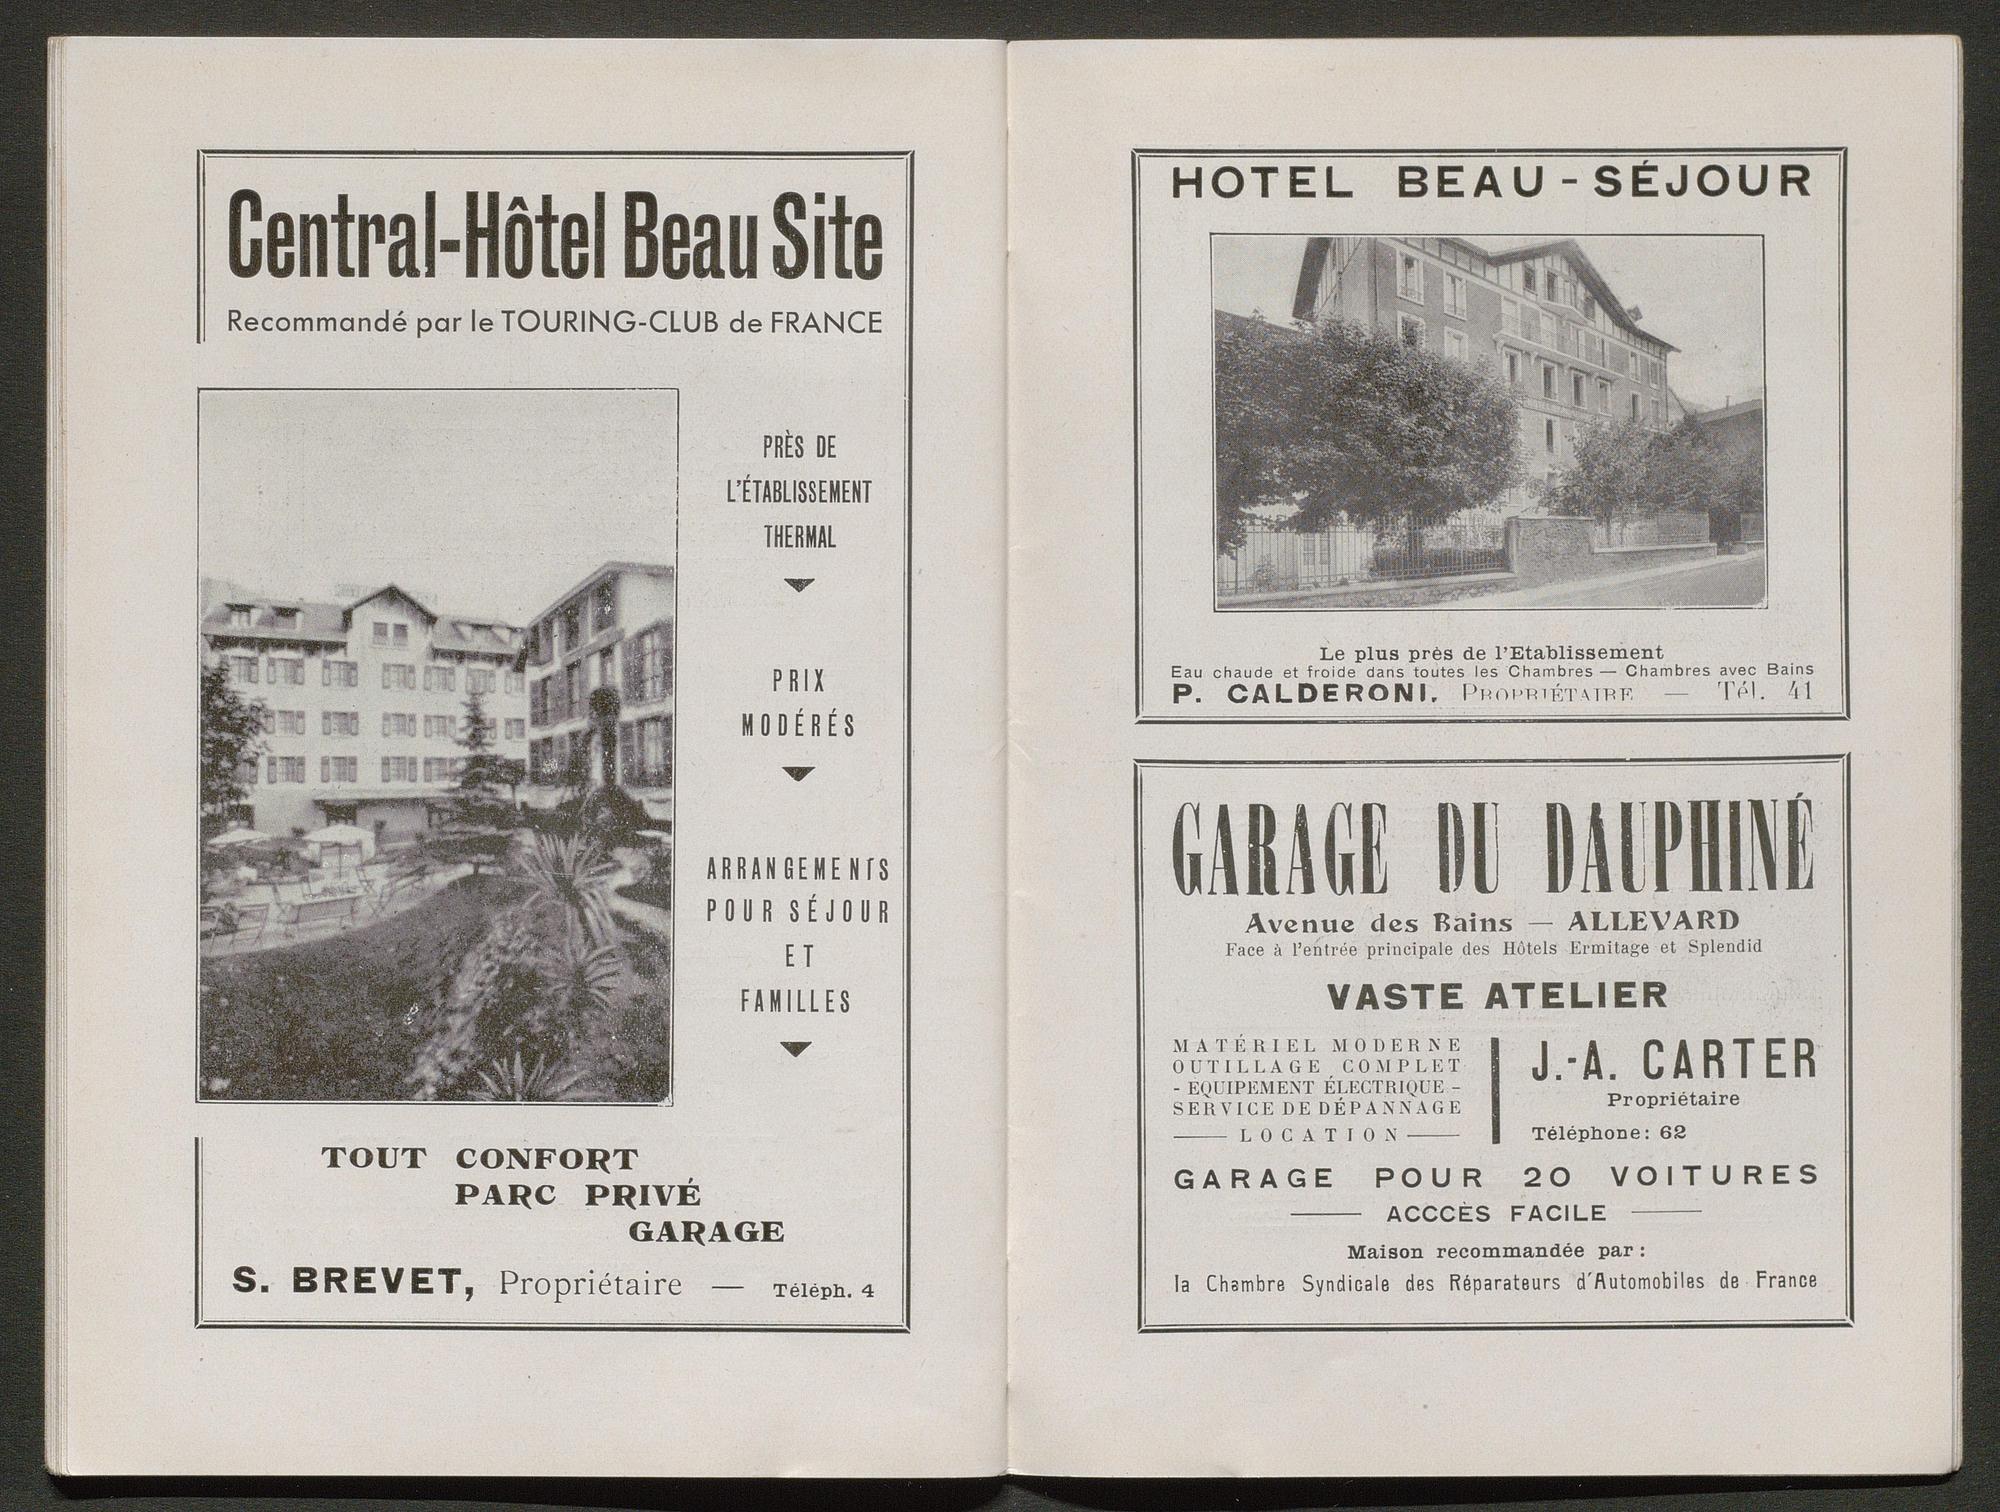 Central-Hôtel Beau Site
Recommandé par le TOURING-CLUB de FRANCE
PRÈS DE
L'ÉTABLISSEMENT
THERMAL
PRIX
MODÉRÉS
ARRANGEMENTS
POUR SÉJOUR
ET
FAMILLES
TOUT CONFORT
PARC PRIVÉ
GARAGE
S. BREVET, Propriétaire — Téléph. 4
HOTEL BEAU-SÉJOUR
Le plus près de l'Etablissement
Eau chaude et froide dans toutes les Chambres — Chambres avec Bains
P. CALDERONI, PROPRIÉTAIRE — Tél. 41
GARAGE DU DAUPHINÉ
Avenue des Bains — ALLEVARD
Face à l'entrée principale des Hôtels Ermitage et Splendid
VASTE ATELIER
MATÉRIEL MODERNE
OUTILLAGE COMPLET
- EQUIPEMENT ÉLECTRIQUE -
SERVICE DE DÉPANNAGE
— LOCATION —
J.-A. CARTER
Propriétaire
Téléphone: 62
GARAGE POUR 20 VOITURES
— ACCCÈS FACILE —
Maison recommandée par :
la Chambre Syndicale des Réparateurs d'Automobiles de France